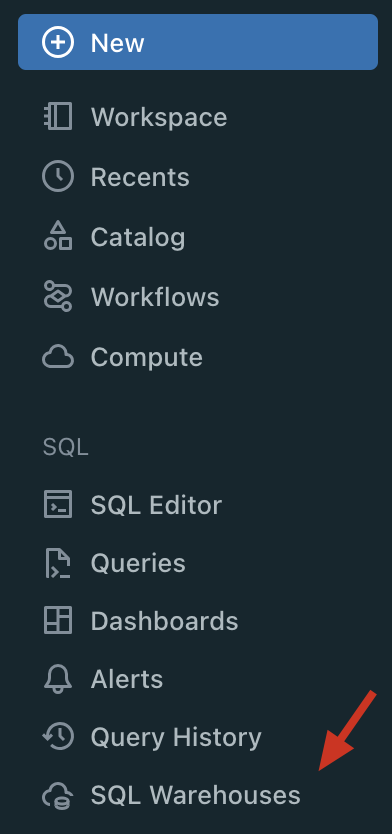 New
Workspace
Recents
Catalog
Workflows
Compute
SQL
SQL Editor
Queries
Dashboards
Alerts
Query History
SQL Warehouses